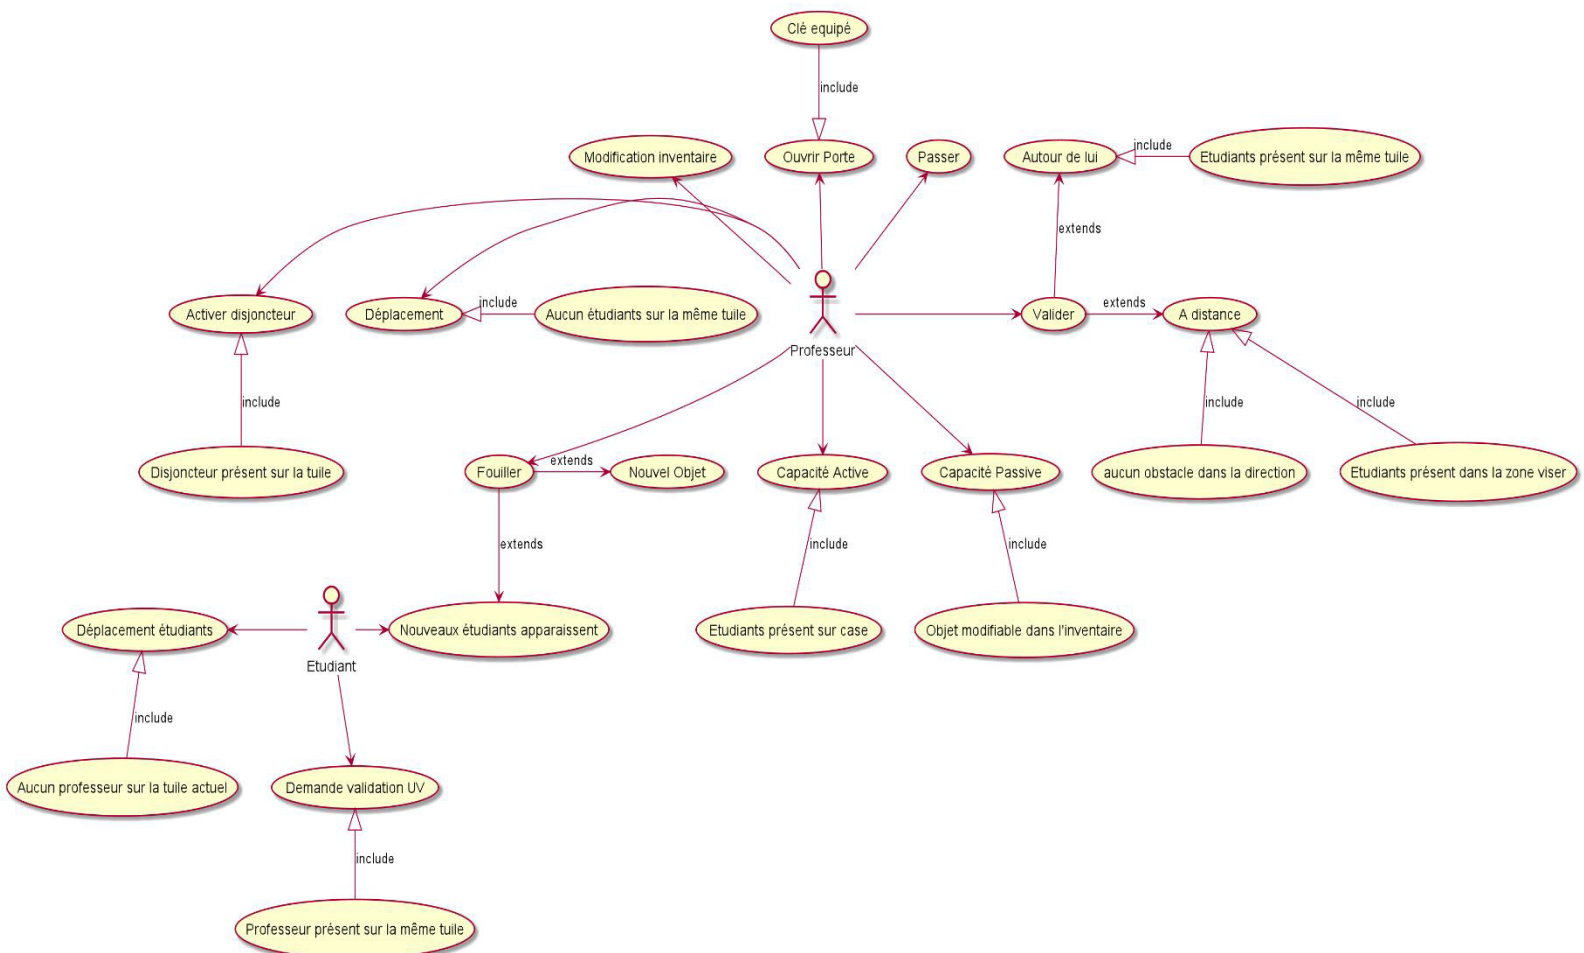 Clé equipé
include
Modification inventaire
Ouvrir Porte
Passer
Autour de lui
include
Etudiants présent sur la même tuile
extends
Activer disjoncteur
Déplacement
include
Aucun étudiants sur la même tuile
Professeur
Valider
extends
A distance
include
include
include
Disjoncteur présent sur la tuile
Fouiller
extends
Nouvel Objet
Capacité Active
Capacité Passive
aucun obstacle dans la direction
Etudiants présent dans la zone viser
extends
include
include
Déplacement étudiants
Etudiant
Nouveaux étudiants apparaissent
Etudiants présent sur case
Objet modifiable dans l'inventaire
include
Aucun professeur sur la tuile actuel
Demande validation UV
include
Professeur présent sur la même tuile